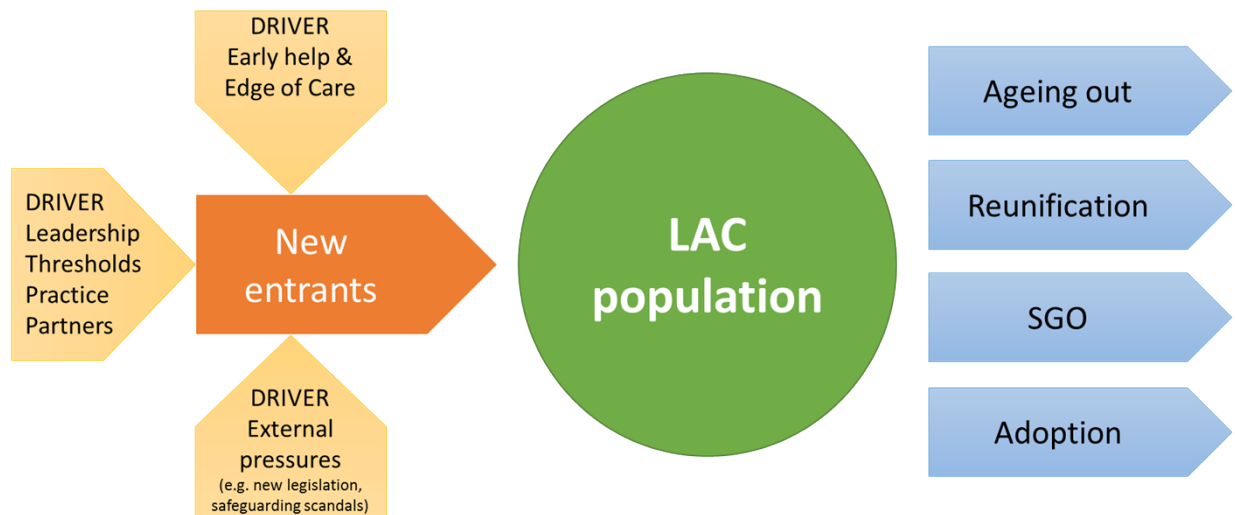 DRIVER
Early help &
Edge of Care
DRIVER
Leadership
Thresholds
Practice
Partners
New
entrants
DRIVER
External
pressures
(e.g. new legislation,
safeguarding scandals)
LAC
population
Ageing out
Reunification
SGO
Adoption